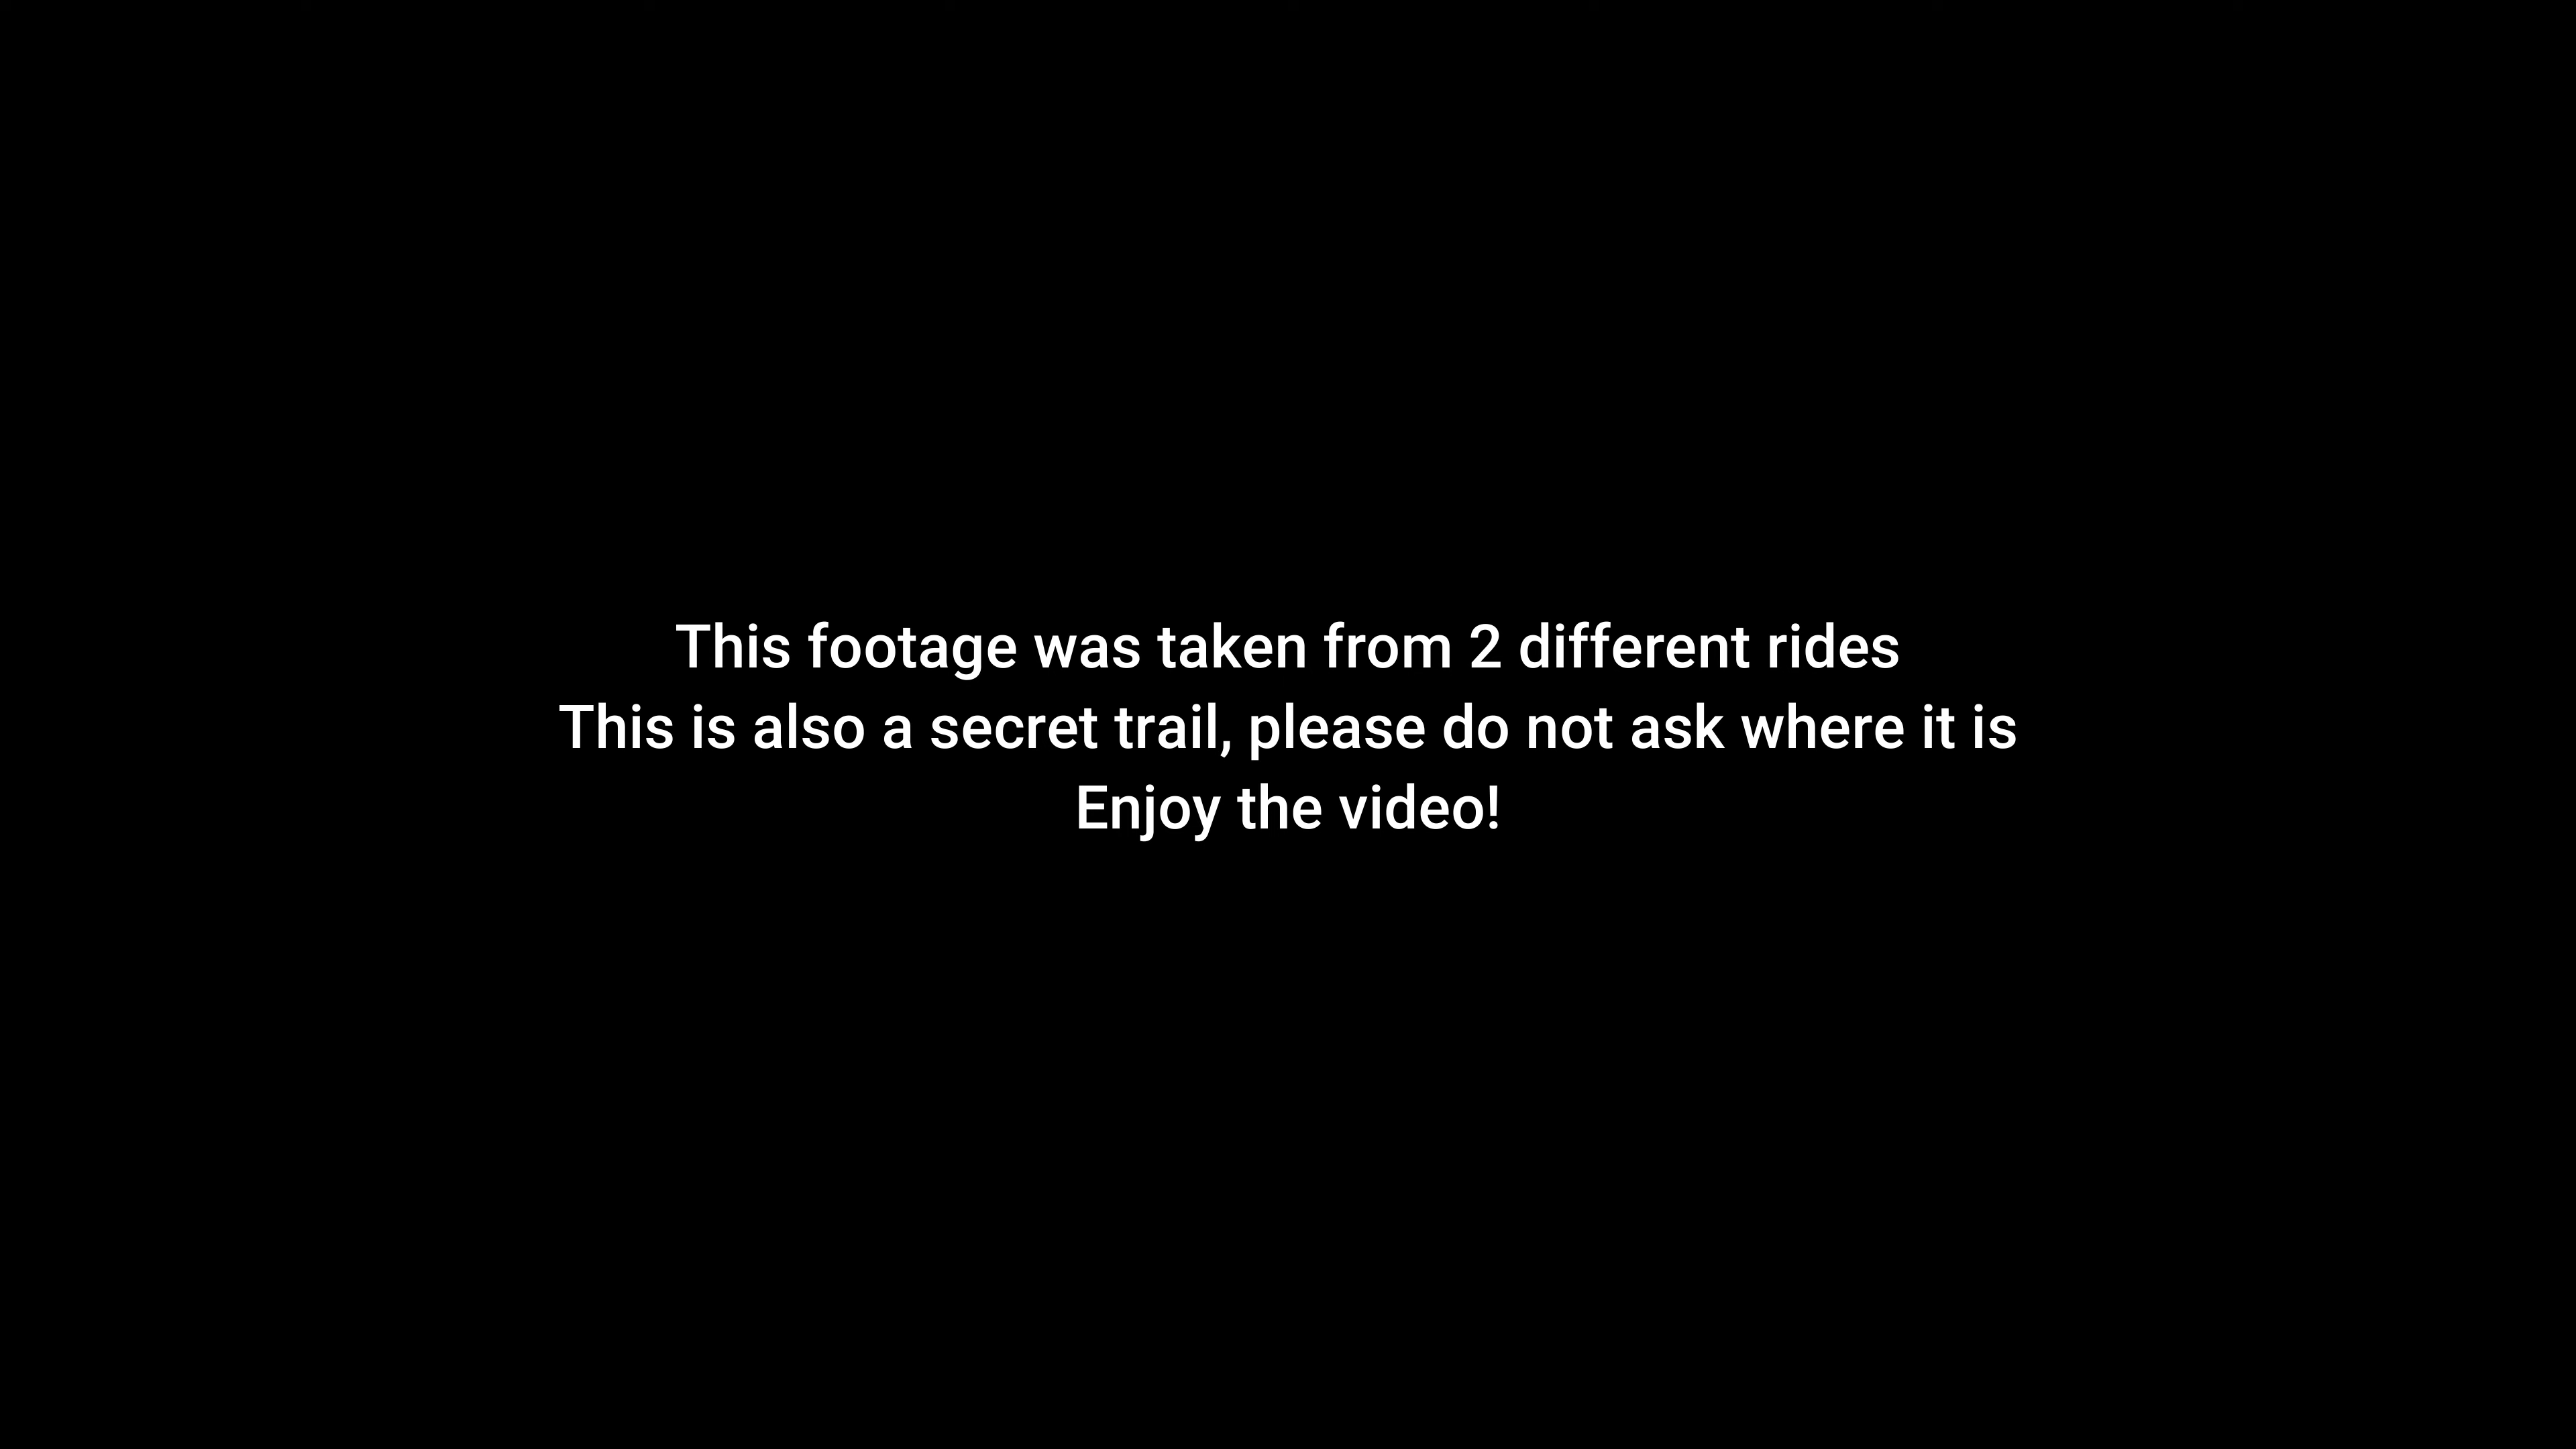 This footage was taken from 2 different rides
This is also a secret trail, please do not ask where it is
Enjoy the video!